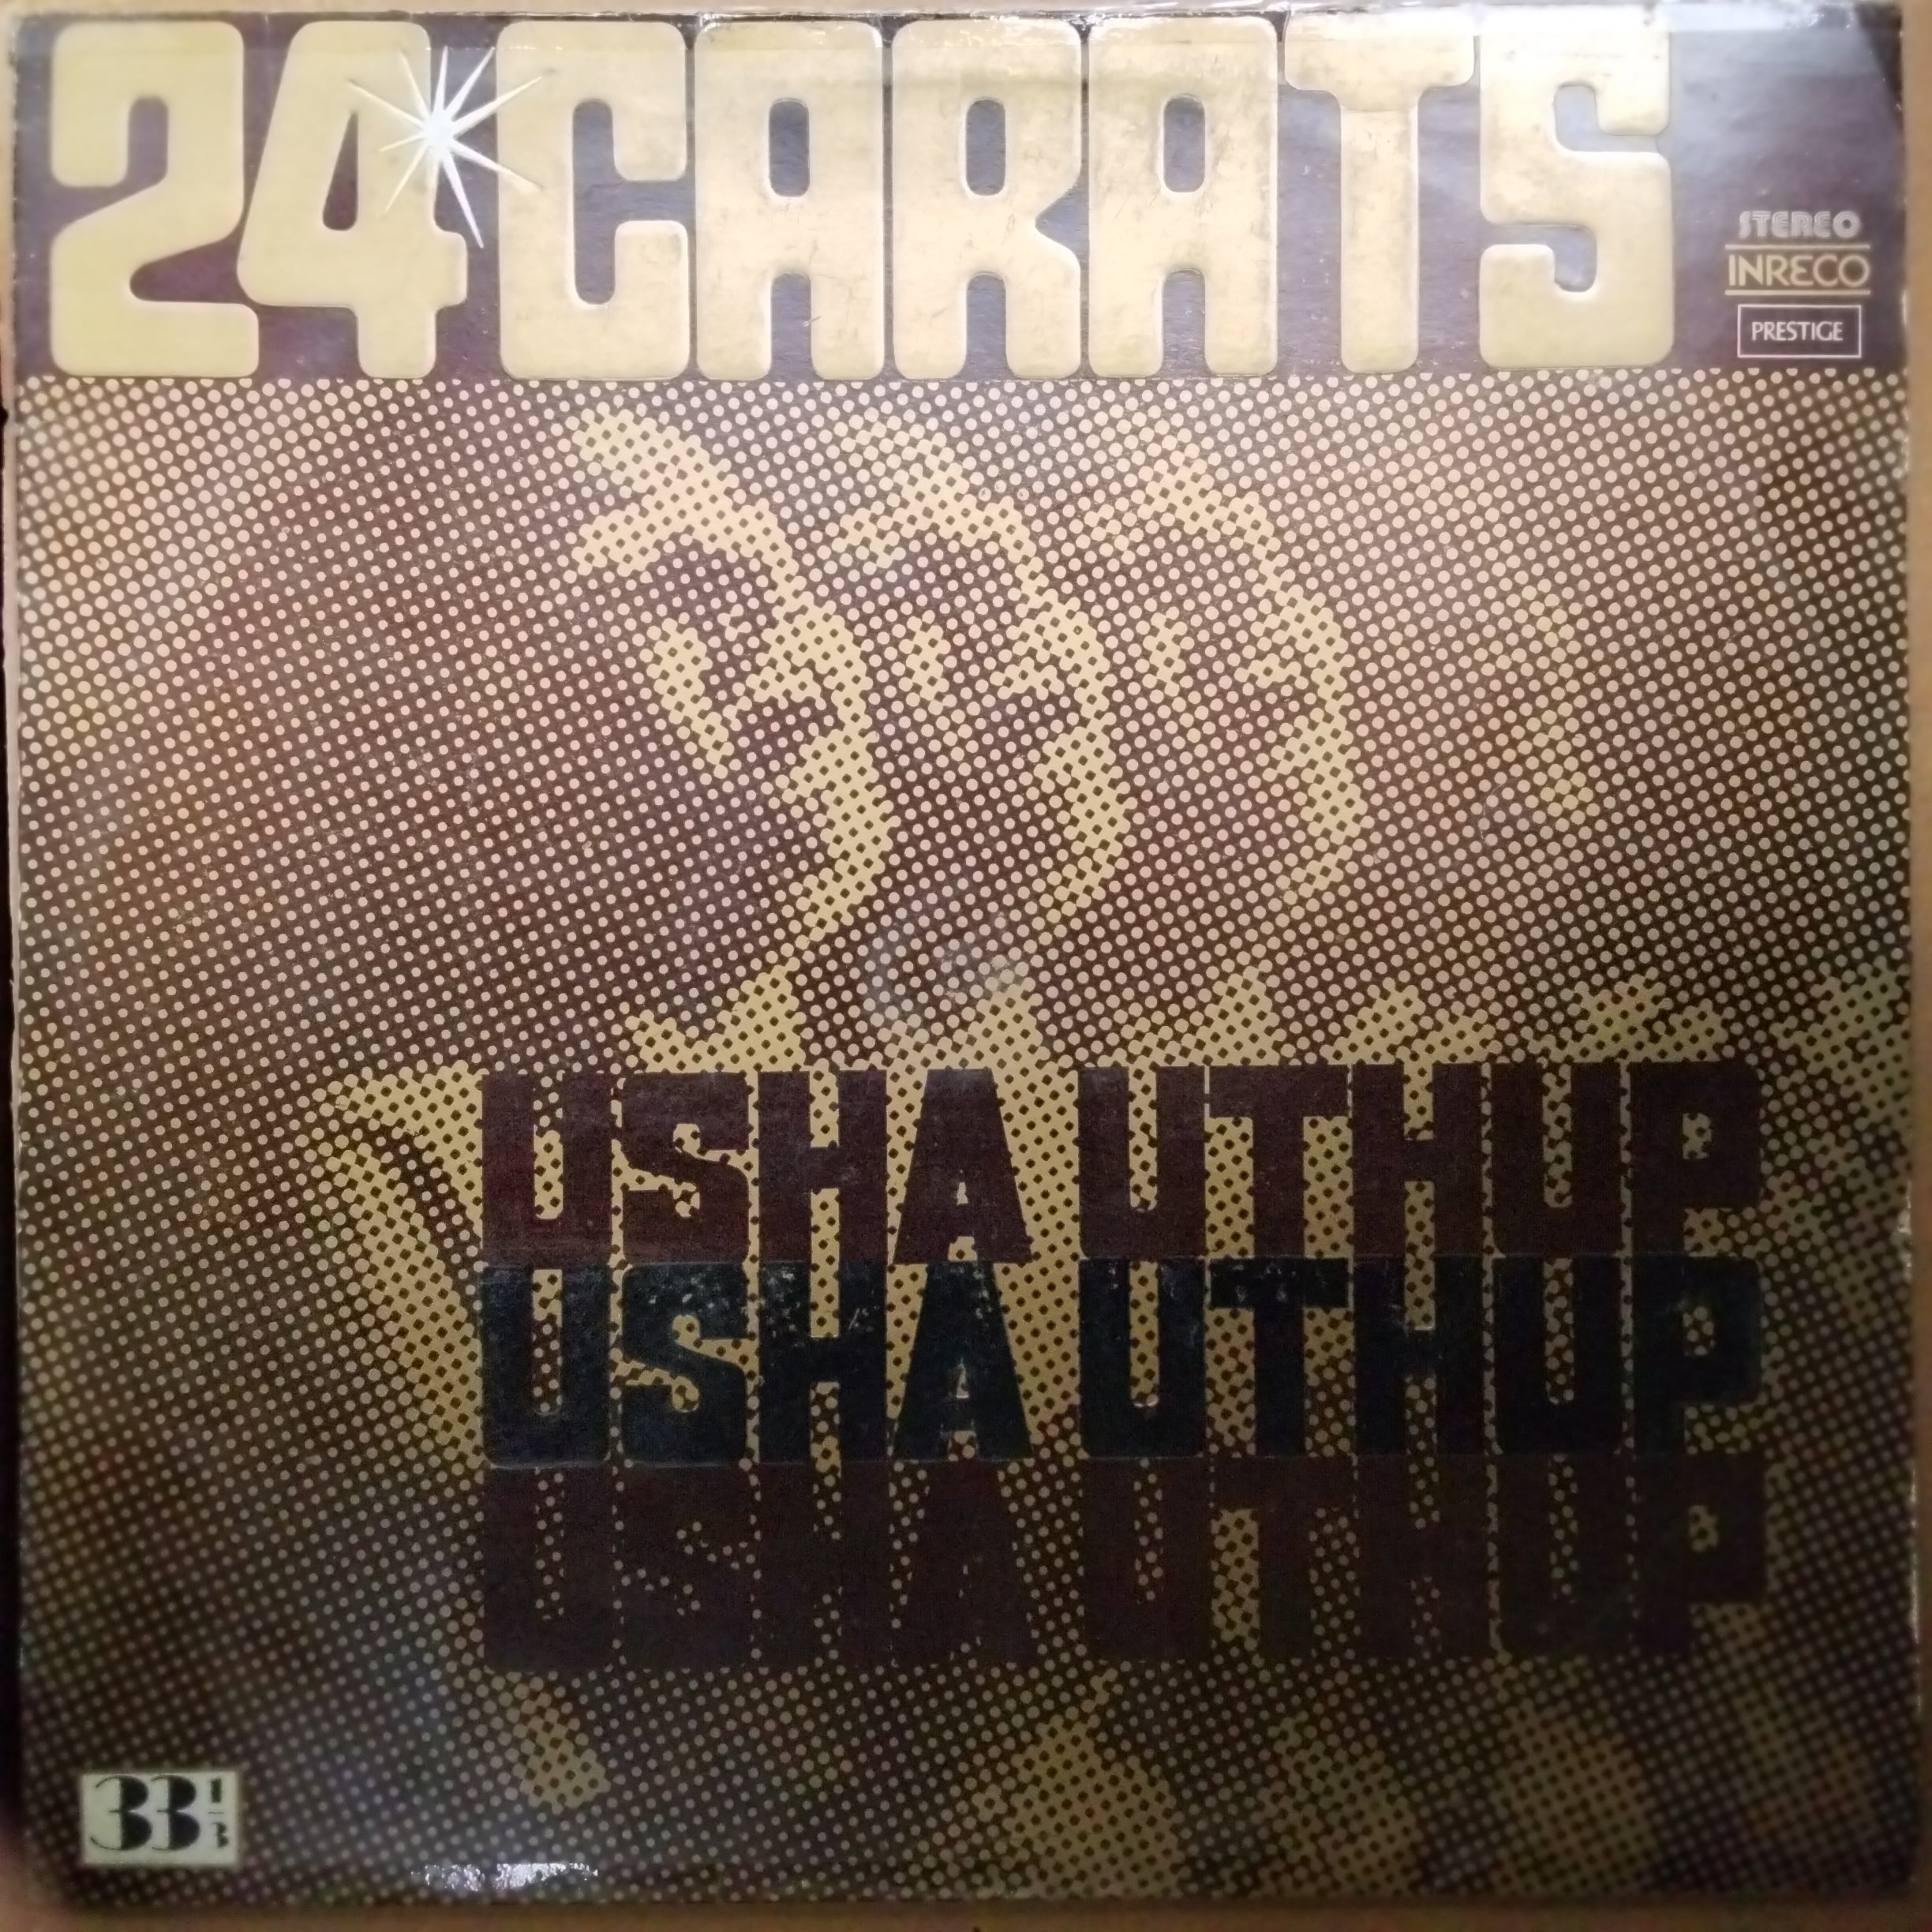 24 CARATS
STEREO
INRECO
PRESTIGE
USHA UTHUP
USHA UTHUP
USHA UTHUP
33 1/3